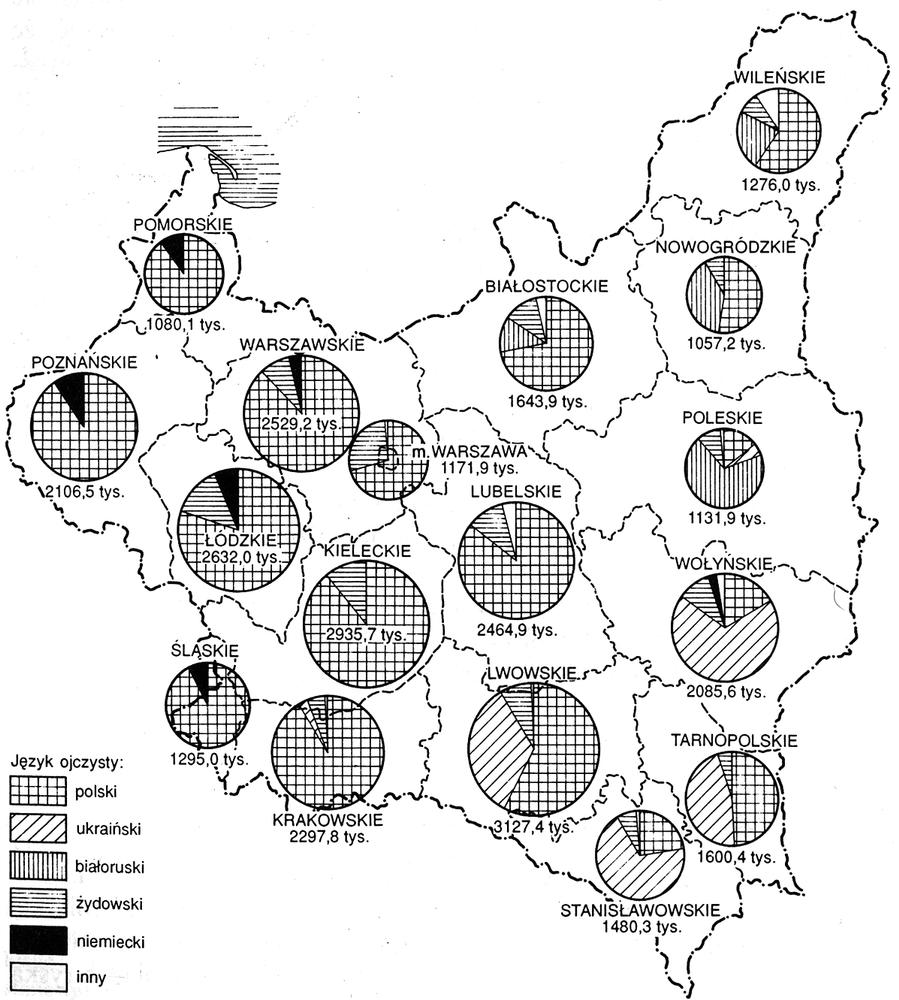 WILEŃSKIE
1276,0 tys.
POMORSKIE
1080,1 tys.
NOWOGRÓDZKIE
1057,2 tys.
BIAŁOSTOCKIE
1643,9 tys.
WARSZAWSKIE
2529,2 tys.
POZNAŃSKIE
2106,5 tys.
m.WARSZAWA
1171,9 tys.
POLESKIE
1131,9 tys.
LUBELSKIE
2464,9 tys.
ŁÓDZKIE
2632,0 tys.
KIELECKIE
2935,7 tys.
WOŁYŃSKIE
2085,6 tys.
ŚLĄSKIE
1295,0 tys.
LWOWSKIE
3127,4 tys.
TARNOPOLSKIE
1600,4 tys.
KRAKOWSKIE
2297,8 tys.
STANISŁAWOWSKIE
1480,3 tys.
Język ojczysty:
polski
ukraiński
białoruski
żydowski
niemiecki
inny